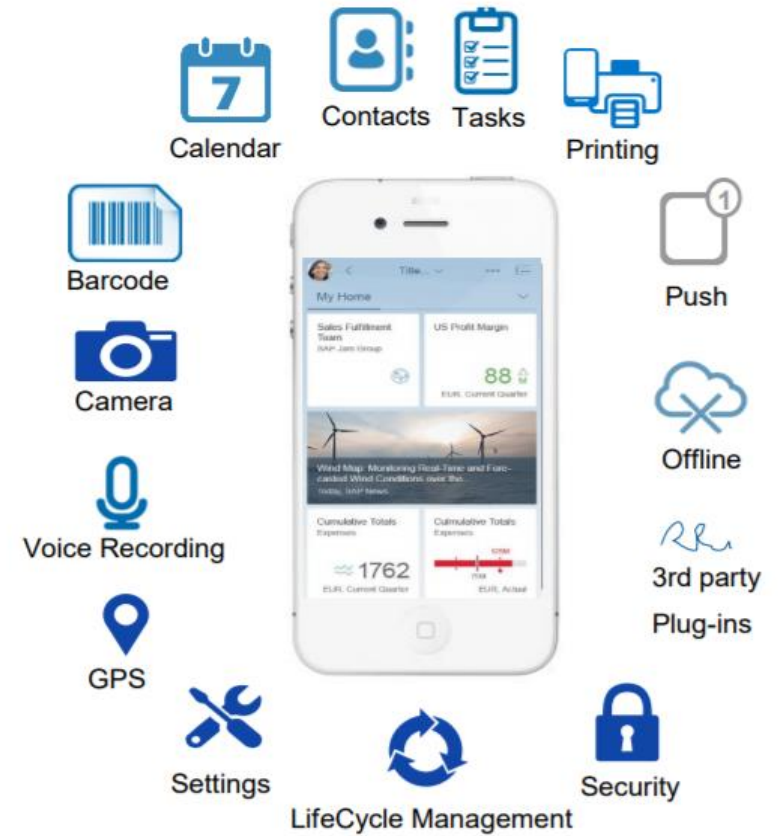 7
Calendar
Contacts
Tasks
Printing
Barcode
1
Push
Camera
Offline
Voice Recording
3rd party
Plug-ins
GPS
Settings
LifeCycle Management
Security
Title...
My Home
Sales Fulfillment
Team
SAP Jam Group
US Profit Margin
88
EUR, Current Quarter
Wind Map: Monitoring Real-Time and Fore-
casted Wind Conditions over the...
Today, SAP News
Cumulative Totals
Expenses
1762
EUR, Current Quarter
Culmulative Totals
Expenses
EUR, Actual